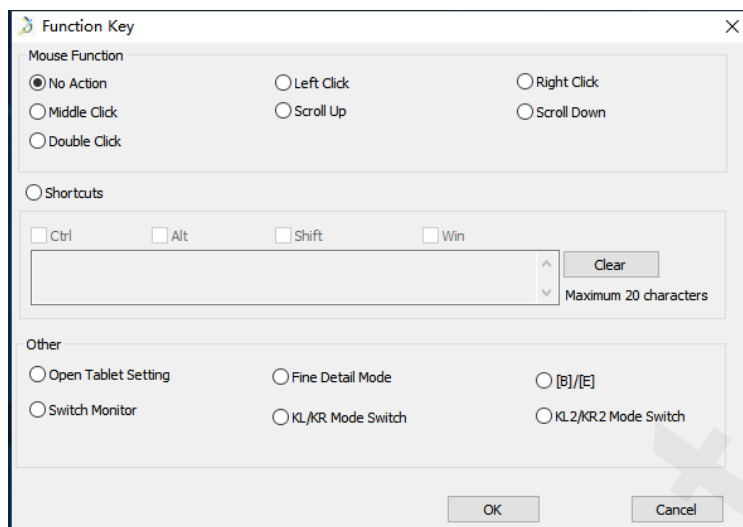 Function Key
Mouse Function
No Action Left Click Right Click
Middle Click Scroll Up Scroll Down
Double Click
Shortcuts
Ctrl Alt Shift Win
Clear
Maximum 20 characters
Other
Open Tablet Setting Fine Detail Mode [B]/[E]
Switch Monitor KL/KR Mode Switch KL2/KR2 Mode Switch
OK Cancel